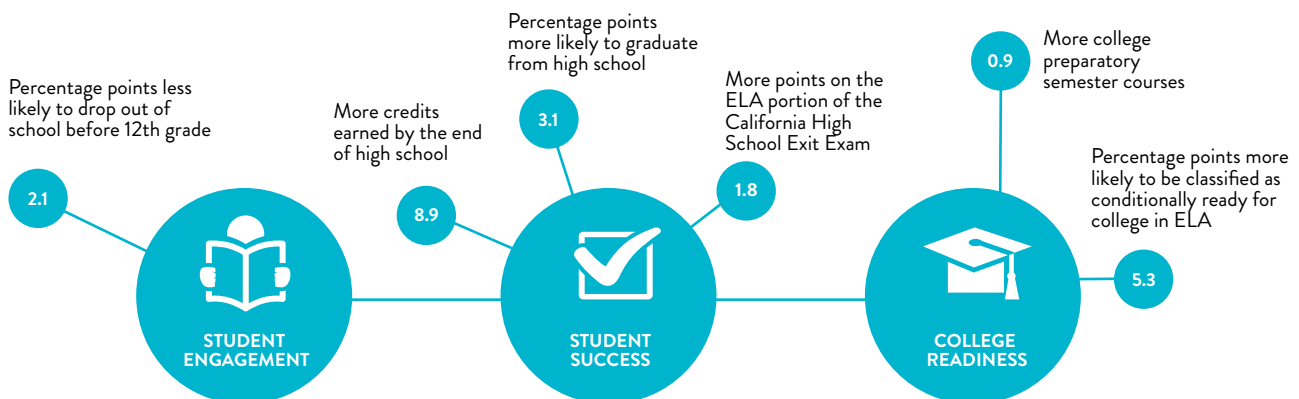 Percentage points less
likely to drop out of
school before 12th grade
2.1
STUDENT
ENGAGEMENT
More credits
earned by the end
of high school
8.9
Percentage points
more likely to graduate
from high school
3.1
More points on the
ELA portion of the
California High
School Exit Exam
1.8
STUDENT
SUCCESS
0.9
More college
preparatory
semester courses
Percentage points more
likely to be classified as
conditionally ready for
college in ELA
5.3
COLLEGE
READINESS